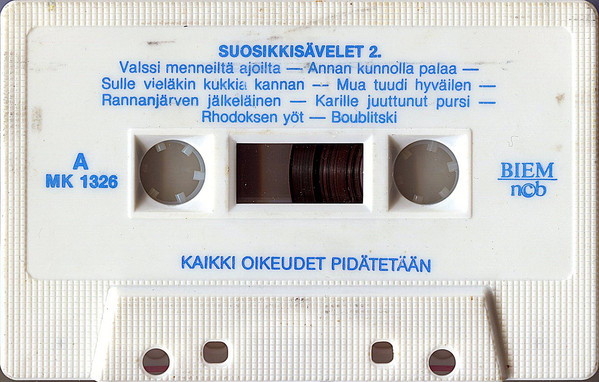 SUOSIKKISÄVELET 2.
Valssi menneiltä ajoilta — Annan kunnolla palaa —
Sulle vieläkin kukkia kannan — Mua tuudi hyväilen —
Rannanjärven jälkeläinen — Karille juuttunut pursi —
Rhodoksen yöt — Boublitski
A
MK 1326
BIEM
ncb
KAIKKI OIKEUDET PIDÄTETÄÄN